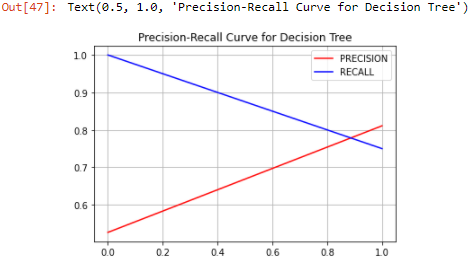 Out[47]: Text(0.5, 1.0, 'Precision-Recall Curve for Decision Tree')
Precision-Recall Curve for Decision Tree
PRECISION
RECALL
1.0
0.9
0.8
0.7
0.6
0.0 0.2 0.4 0.6 0.8 1.0